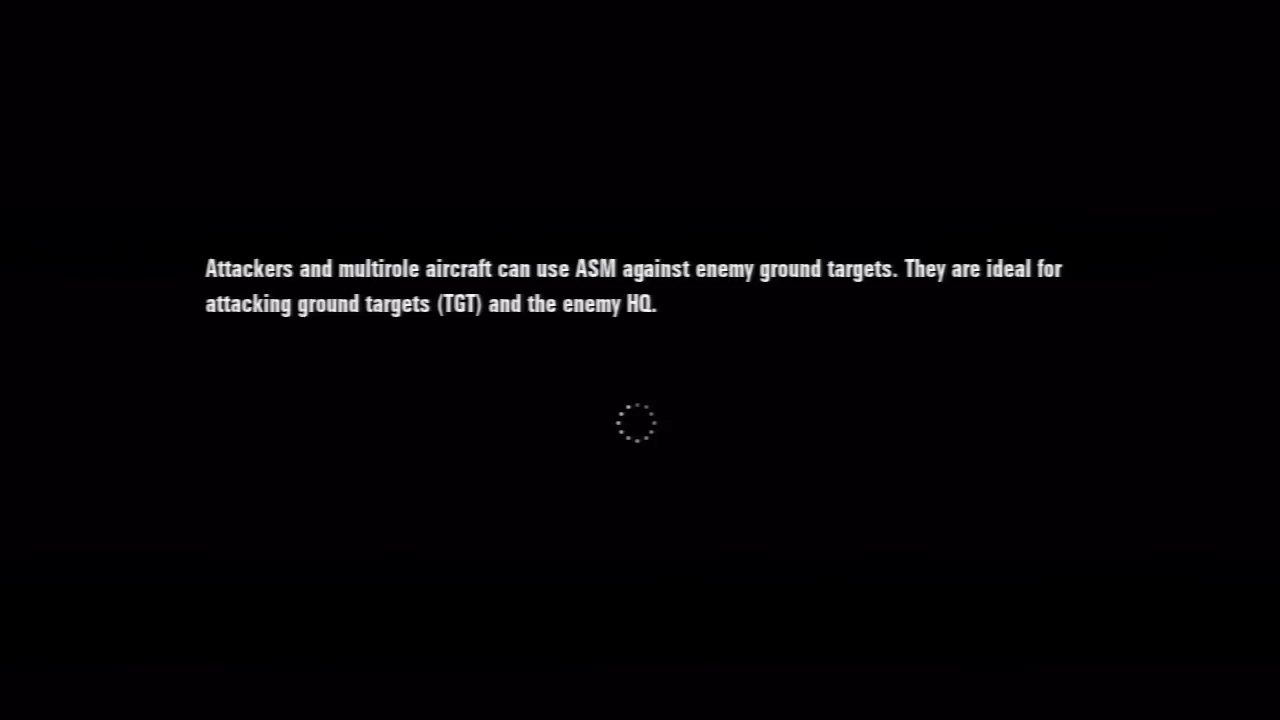 Attackers and multirole aircraft can use ASM against enemy ground targets. They are ideal for
attacking ground targets (TGT) and the enemy HQ.